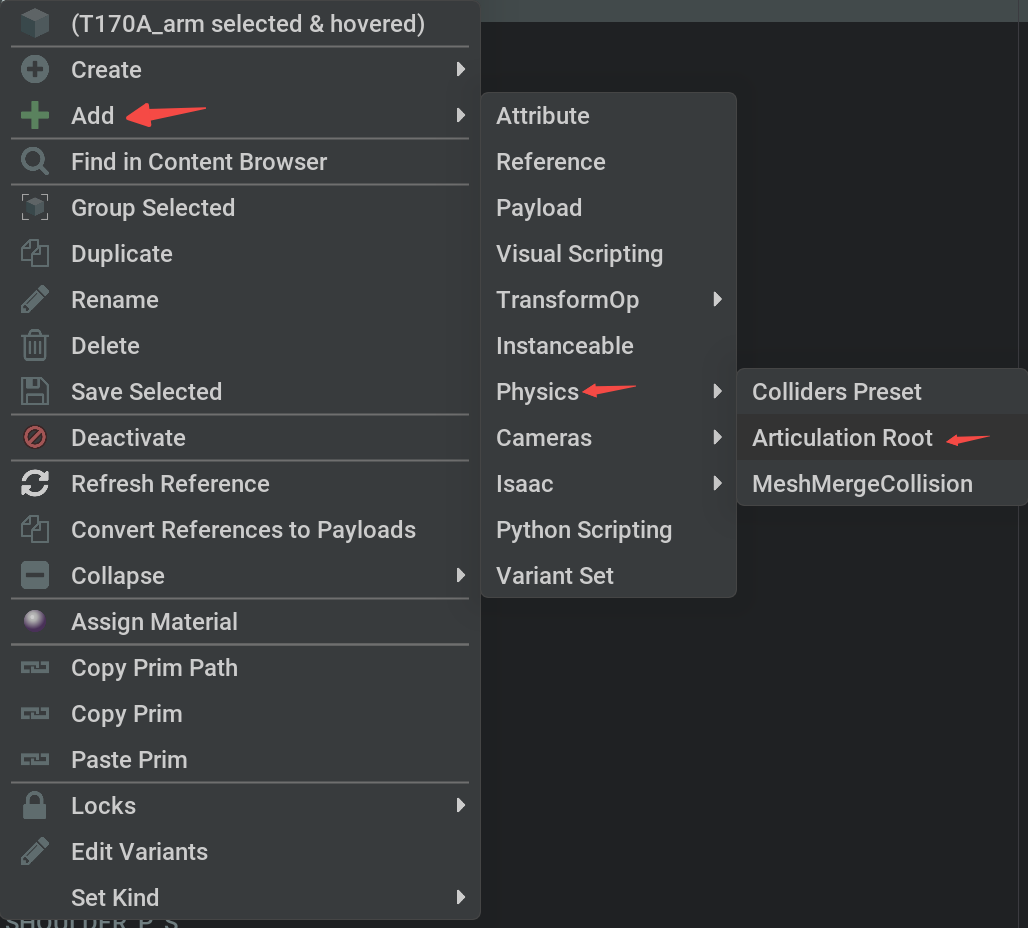 (T170A_arm selected & hovered)
Create
Add
Find in Content Browser
Group Selected
Duplicate
Rename
Delete
Save Selected
Deactivate
Refresh Reference
Convert References to Payloads
Collapse
Assign Material
Copy Prim Path
Copy Prim
Paste Prim
Locks
Edit Variants
Set Kind
Attribute
Reference
Payload
Visual Scripting
TransformOp
Instanceable
Physics
Cameras
Isaac
Python Scripting
Variant Set
Colliders Preset
Articulation Root
MeshMergeCollision
SHOULDER_P_S